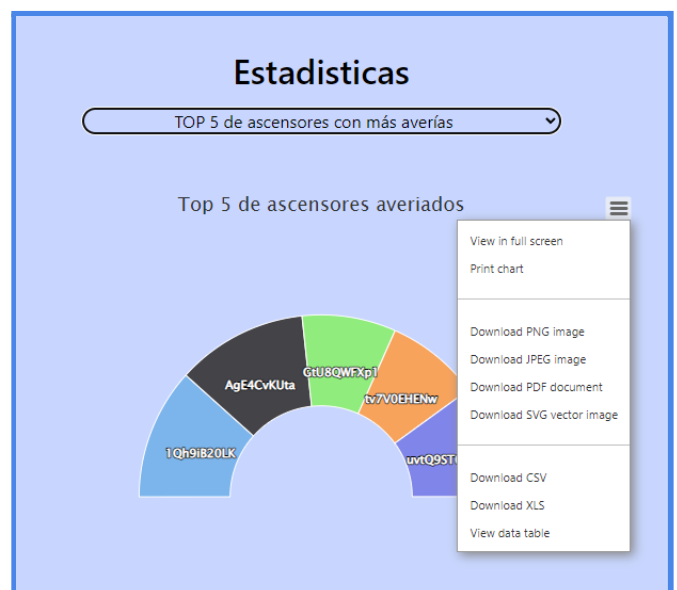 Estadisticas
TOP 5 de ascensores con más averías
Top 5 de ascensores averiados
View in full screen
Print chart
Download PNG image
Download JPEG image
Download PDF document
Download SVG vector image
Download CSV
Download XLS
View data table
1Qh9iB20LK
AgE4CvKUta
GtU8QWFXp1
tv7V0EHENw